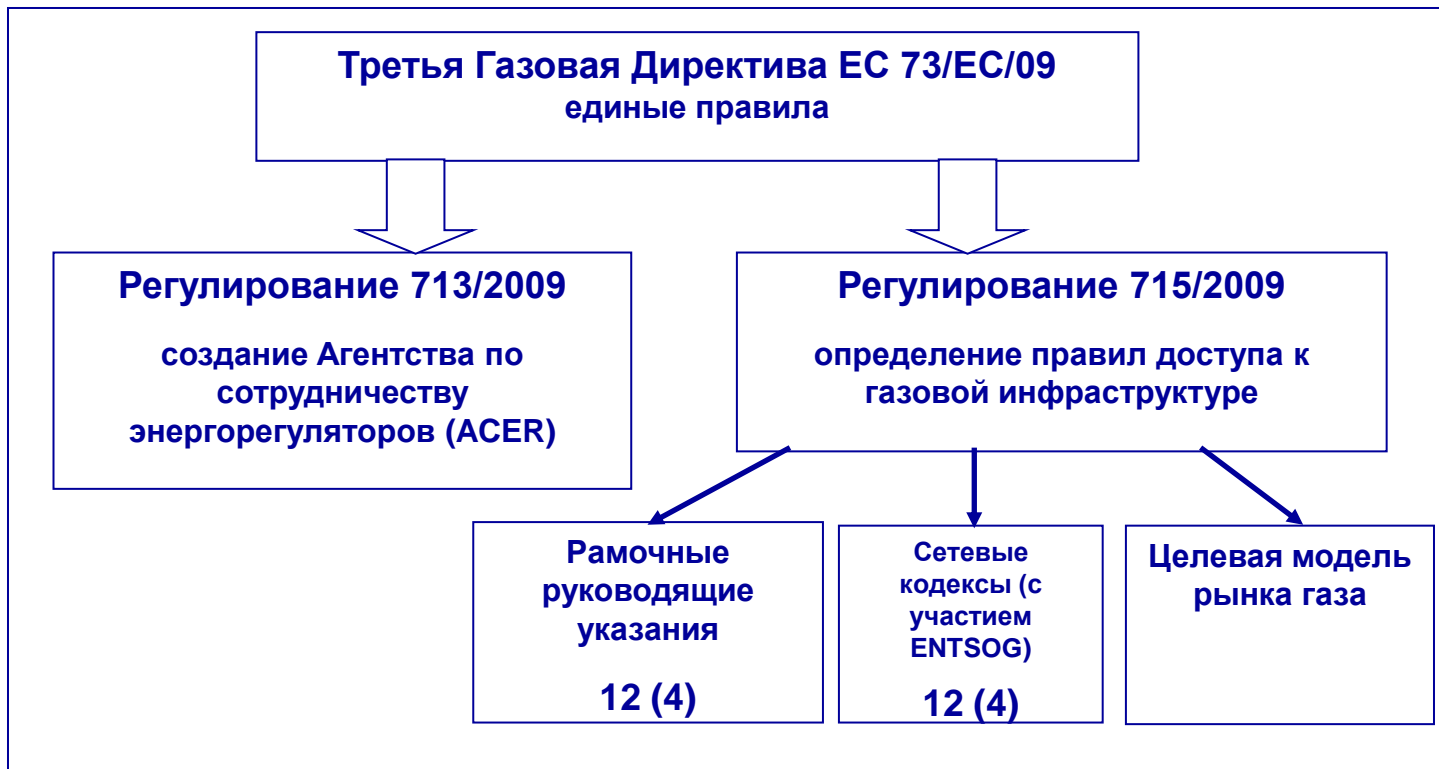 Третья Газовая Директива ЕС 73/ЕС/09
единые правила
Регулирование 713/2009
создание Агентства по
сотрудничеству
энергорегуляторов (ACER)
Регулирование 715/2009
определение правил доступа к
газовой инфраструктуре
Рамочные
руководящие
указания
12 (4)
Сетевые
кодексы (с
участием
ENTSOG)
12 (4)
Целевая модель
рынка газа